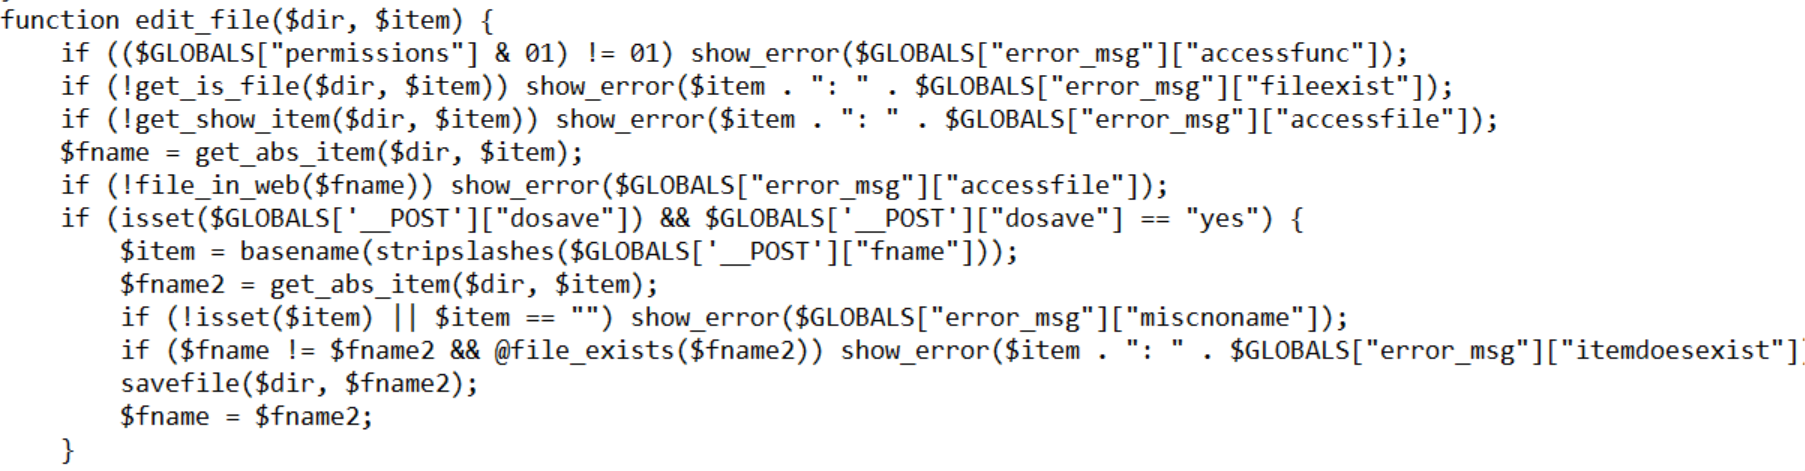 function edit_file($dir, $item) {
    if (($GLOBALS["permissions"] & 01) != 01) show_error($GLOBALS["error_msg"]["accessfunc"]);
    if (!get_is_file($dir, $item)) show_error($item . ": " . $GLOBALS["error_msg"]["fileexist"]);
    if (!get_show_item($dir, $item)) show_error($item . ": " . $GLOBALS["error_msg"]["accessfile"]);
    $fname = get_abs_item($dir, $item);
    if (!file_in_web($fname)) show_error($GLOBALS["error_msg"]["accessfile"]);
    if (isset($GLOBALS['__POST']["dosave"]) && $GLOBALS['__POST']["dosave"] == "yes") {
        $item = basename(stripslashes($GLOBALS['__POST']["fname"]));
        $fname2 = get_abs_item($dir, $item);
        if (!isset($item) || $item == "") show_error($GLOBALS["error_msg"]["miscnoname"]);
        if ($fname != $fname2 && @file_exists($fname2)) show_error($item . ": " . $GLOBALS["error_msg"]["itemdoesexist"]
        savefile($dir, $fname2);
        $fname = $fname2;
    }